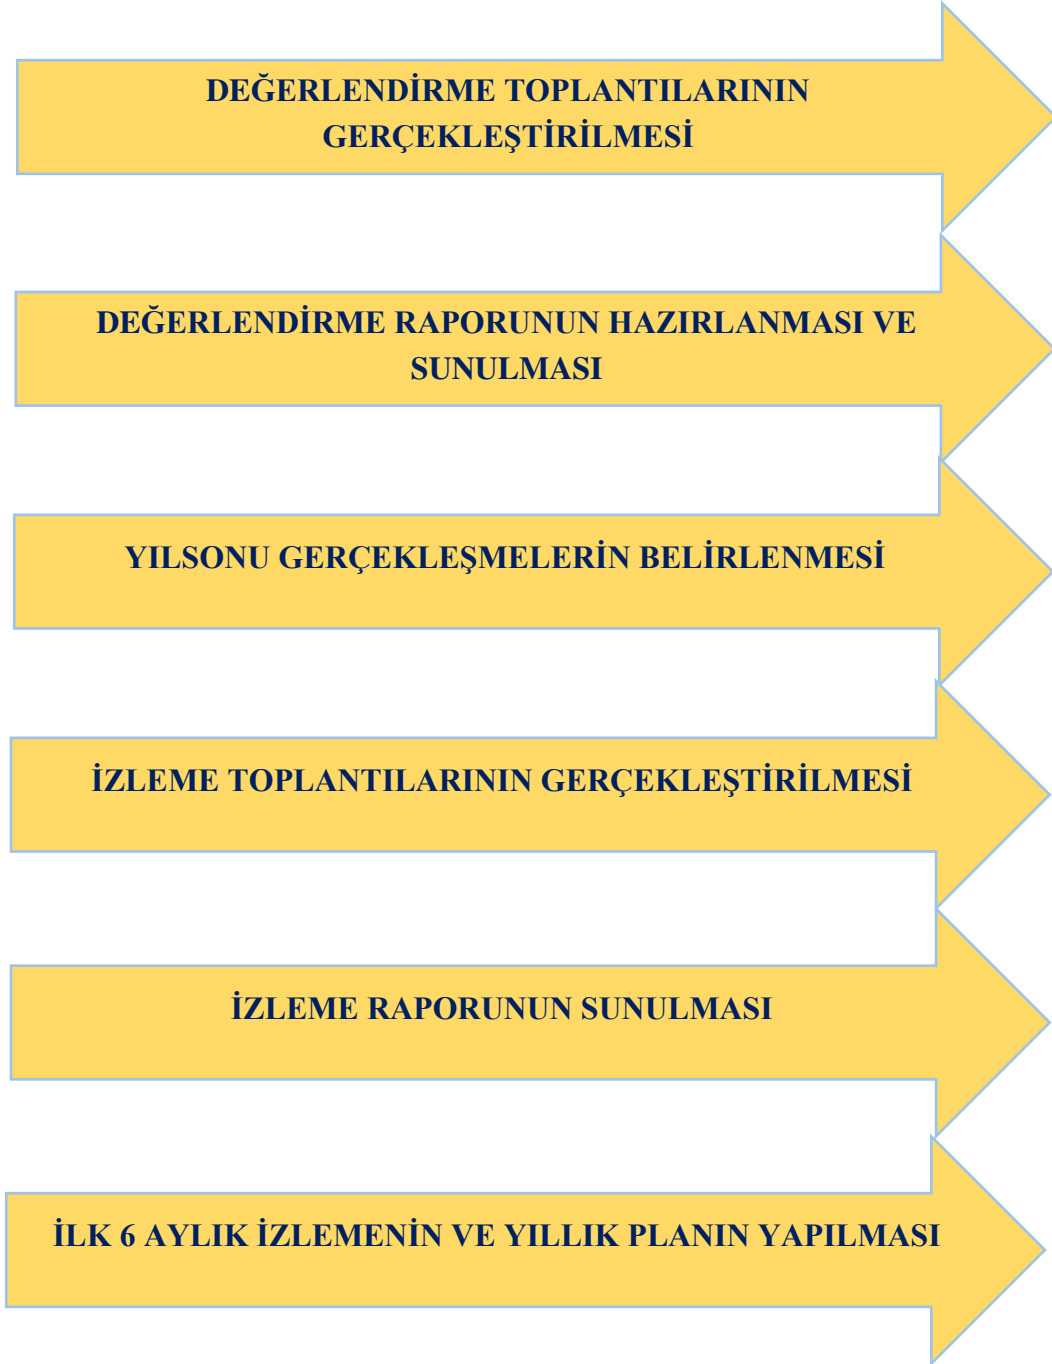 DEĞERLENDİRME TOPLANTILARININ
GERÇEKLEŞTİRİLMESİ
DEĞERLENDİRME RAPORUNUN HAZIRLANMASI VE
SUNULMASI
YILSONU GERÇEKLEŞMELERİN BELİRLENMESİ
İZLEME TOPLANTILARININ GERÇEKLEŞTİRİLMESİ
İZLEME RAPORUNUN SUNULMASI
İLK 6 AYLIK İZLEMENİN VE YILLIK PLANIN YAPILMASI